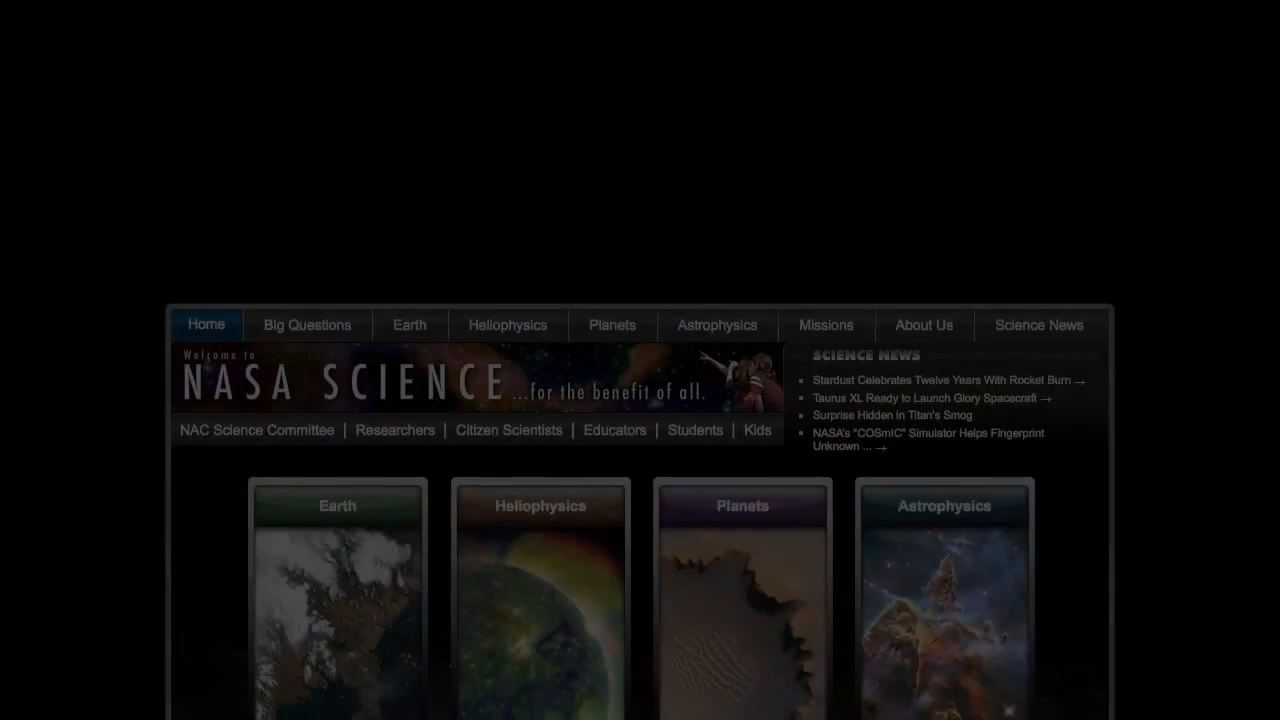 Home Big Questions Earth Heliophysics Planets Astrophysics Missions About Us Science News
Welcome to
NASA SCIENCE ...for the benefit of all.
NAC Science Committee | Researchers | Citizen Scientists | Educators | Students | Kids
SCIENCE NEWS
Stardust Celebrates Twelve Years With Rocket Burn →
Taurus XL Ready to Launch Glory Spacecraft →
Surprise Hidden in Titan's Smog
NASA's "COSmIC" Simulator Helps Fingerprint
Unknown ... →
Earth Heliophysics Planets Astrophysics